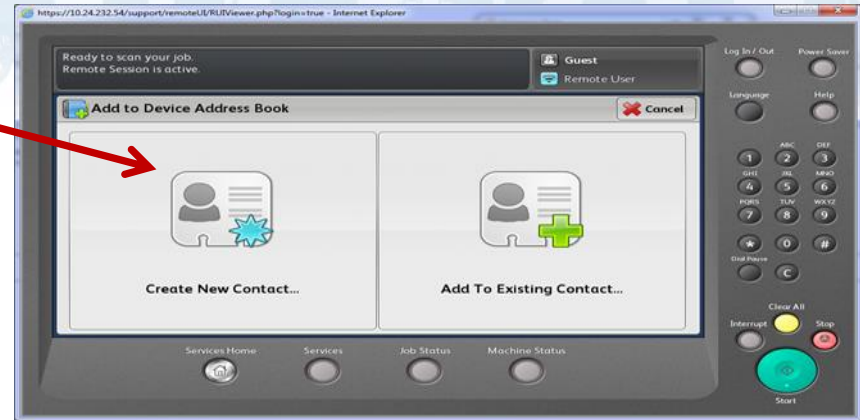 https://10.24.232.54/support/remoteUI/RUIViewer.php?login=true - Internet Explorer
Ready to scan your job.
Remote Session is active.
Guest
Remote User
Log In / Out Power Saver
Add to Device Address Book
Cancel
Language Help
ABC DEF
1 2 3
GHI JKL MNO
4 5 6
PQRS TUV WXYZ
7 8 9
* 0 #
Dial Pause
C
Create New Contact...
Add To Existing Contact...
Clear All
Interrupt Stop
Services Home Services Job Status Machine Status
Start